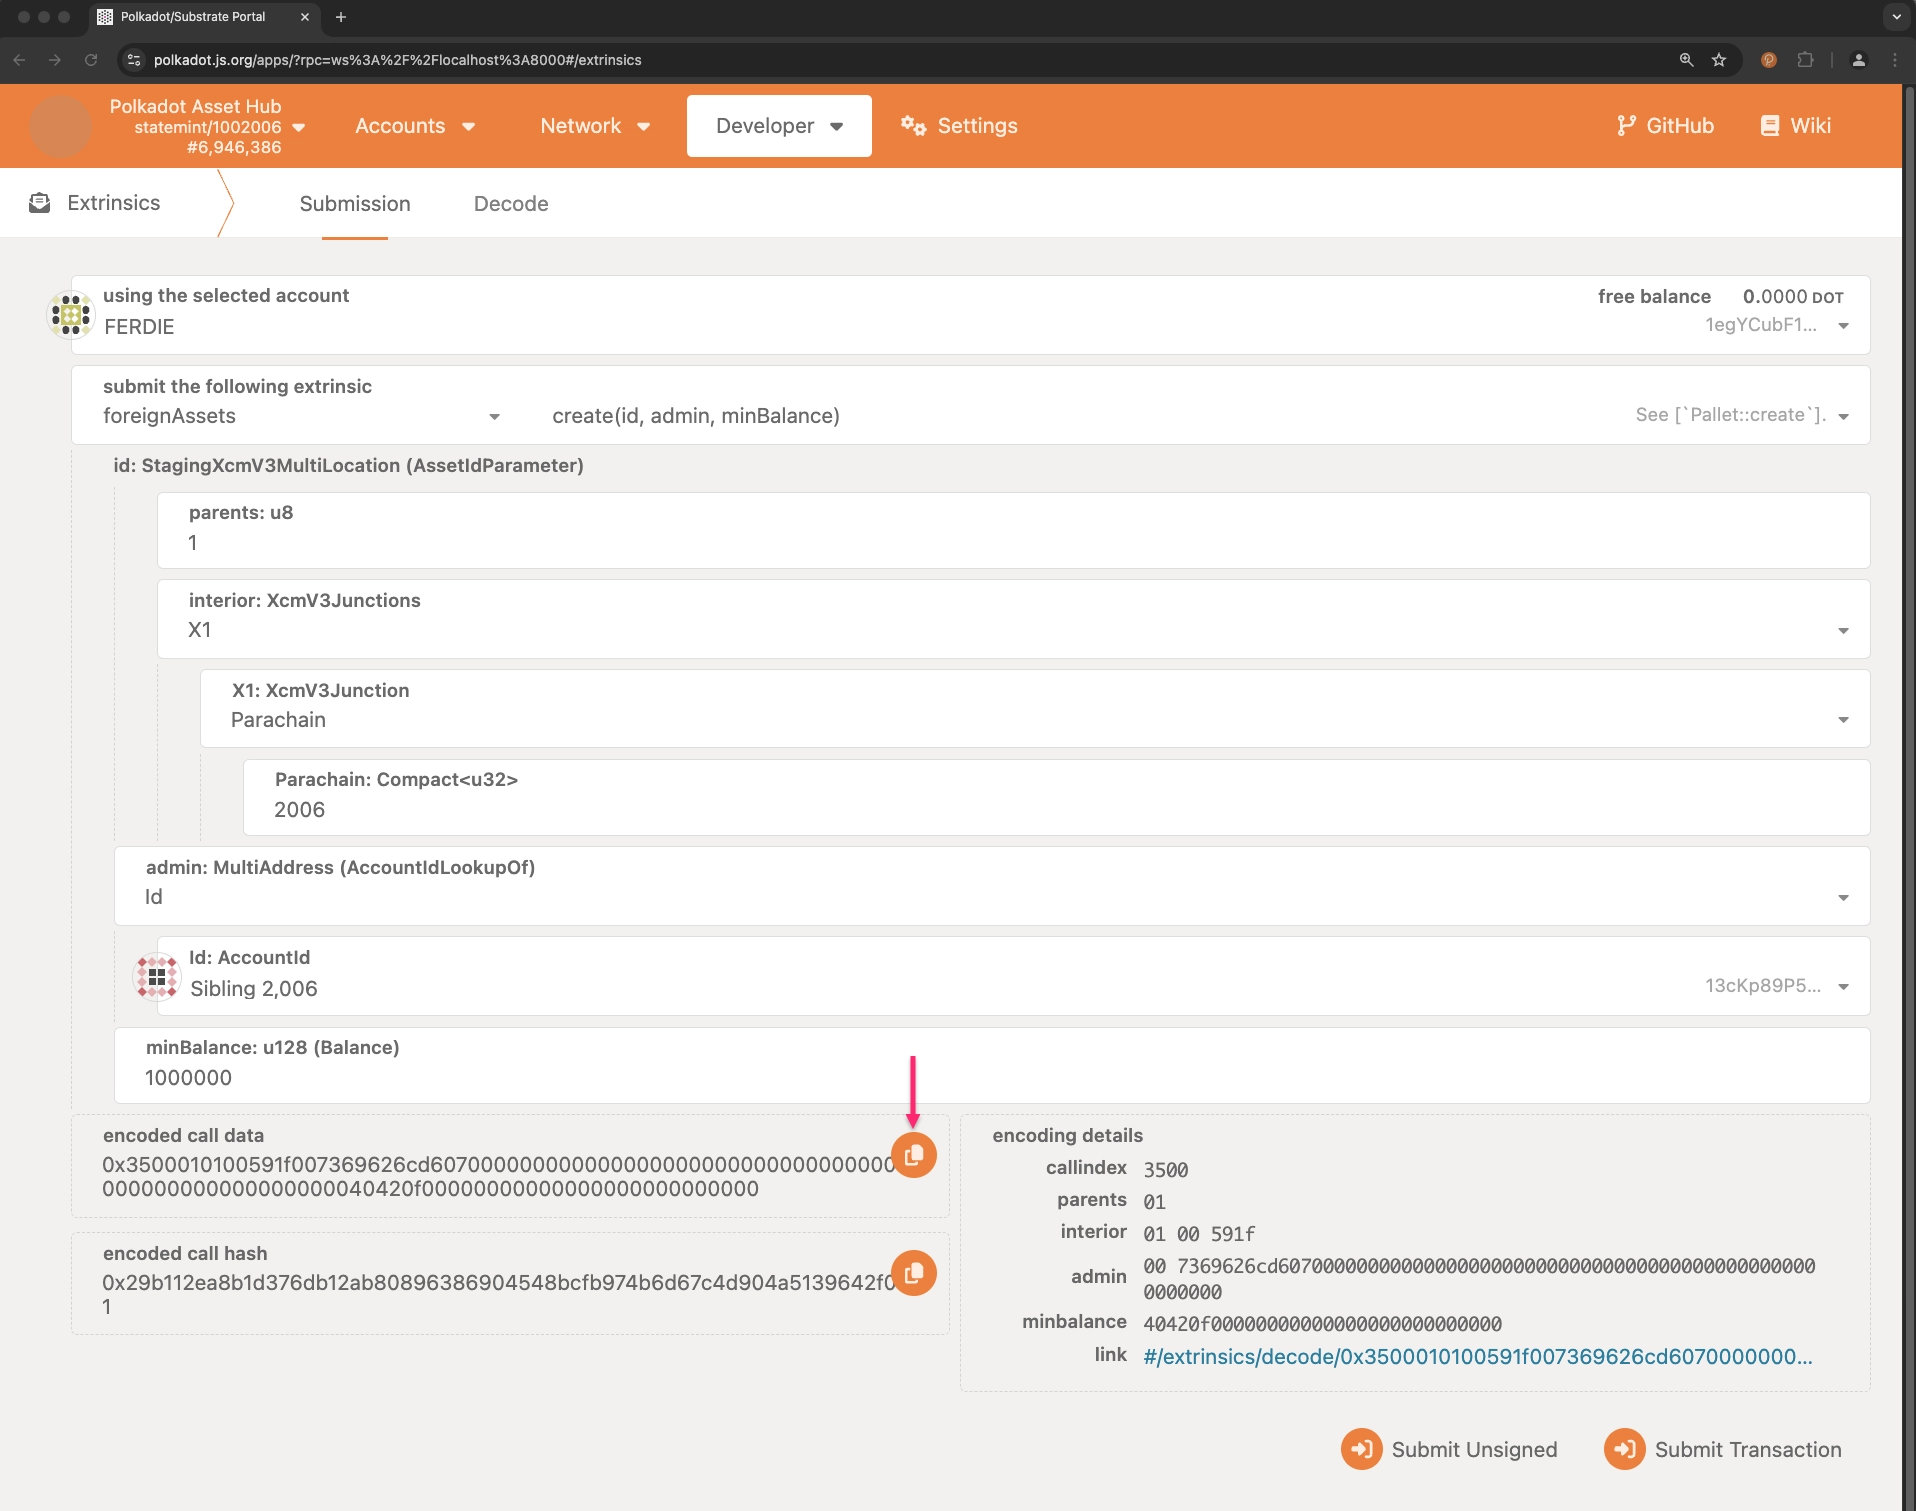 Polkadot/Substrate Portal
polkadot.js.org/apps/?rpc=ws%3A%2F%2Flocalhost%3A8000#/extrinsics
Polkadot Asset Hub
statemint/1002006
#6,946,386
Accounts
Network
Developer
Settings
GitHub
Wiki
Extrinsics
Submission
Decode
using the selected account
FERDIE
free balance 0.0000 DOT
1egYCubF1...
submit the following extrinsic
foreignAssets
create(id, admin, minBalance)
See [`Pallet::create`].
id: StagingXcmV3MultiLocation (AssetIdParameter)
parents: u8
1
interior: XcmV3Junctions
X1
X1: XcmV3Junction
Parachain
Parachain: Compact<u32>
2006
admin: MultiAddress (AccountIdLookupOf)
Id
Id: AccountId
Sibling 2,006
13cKp89P5...
minBalance: u128 (Balance)
1000000
encoded call data
encoded call hash
1
encoding details
callindex 3500
parents 01
interior 01 00 591f
admin
0000000
minbalance 40420f00000000000000000000000000
link #/extrinsics/decode/0x3500010100591f007369626cd6070000000...
Submit Unsigned
Submit Transaction